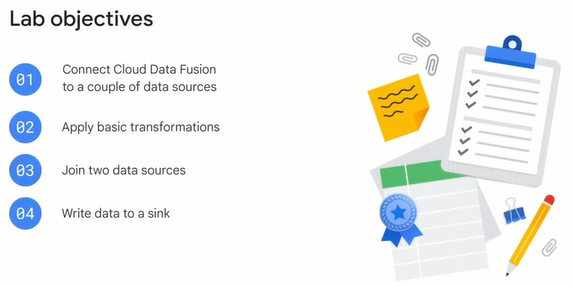 Lab objectives
01
Connect Cloud Data Fusion
to a couple of data sources
02
Apply basic transformations
03
Join two data sources
04
Write data to a sink